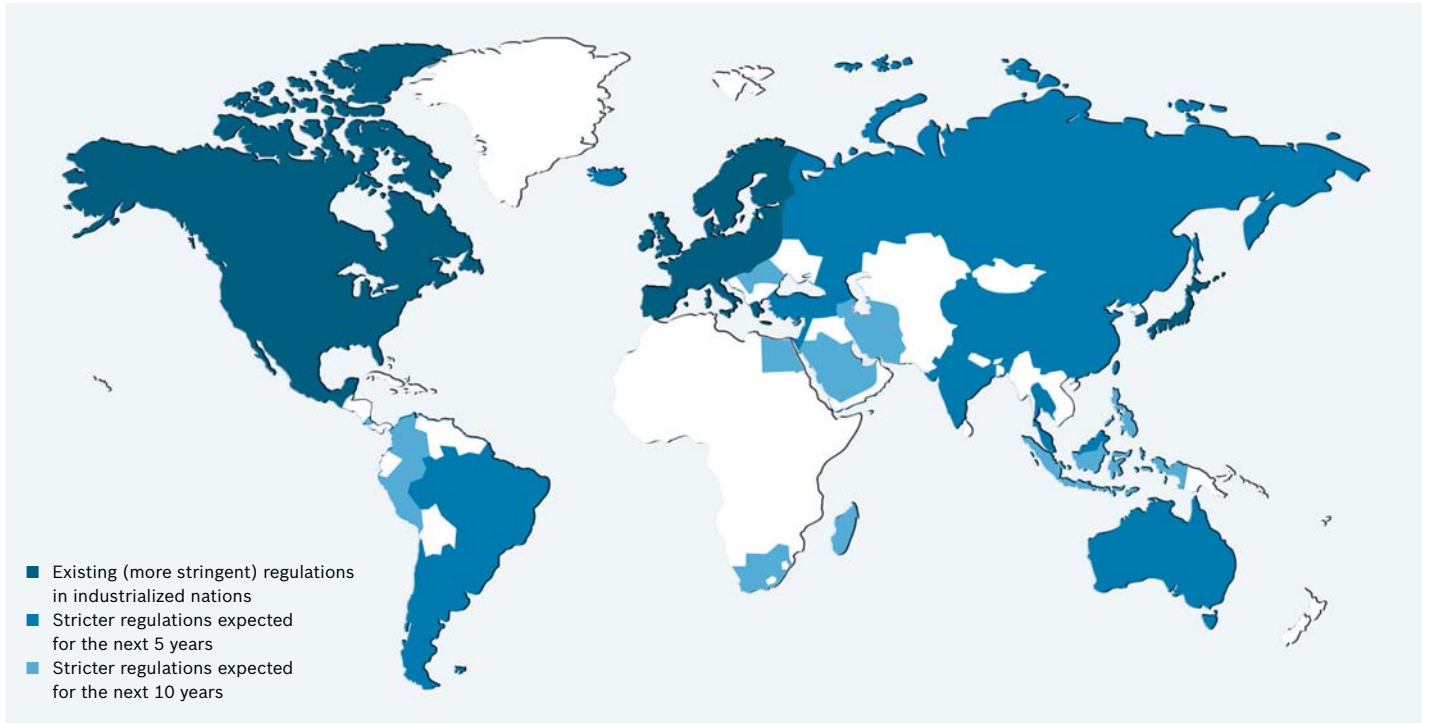 Existing (more stringent) regulations
in industrialized nations
Stricter regulations expected
for the next 5 years
Stricter regulations expected
for the next 10 years